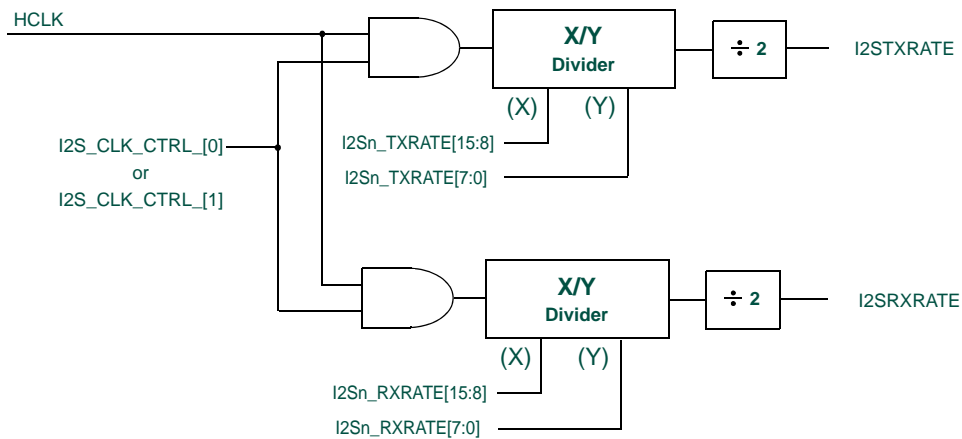 HCLK
X/Y
Divider
÷ 2
I2STXRATE
(X)
(Y)
I2Sn_TXRATE[15:8]
I2Sn_TXRATE[7:0]
I2S_CLK_CTRL_[0]
or
I2S_CLK_CTRL_[1]
X/Y
Divider
÷ 2
I2SRXRATE
(X)
(Y)
I2Sn_RXRATE[15:8]
I2Sn_RXRATE[7:0]